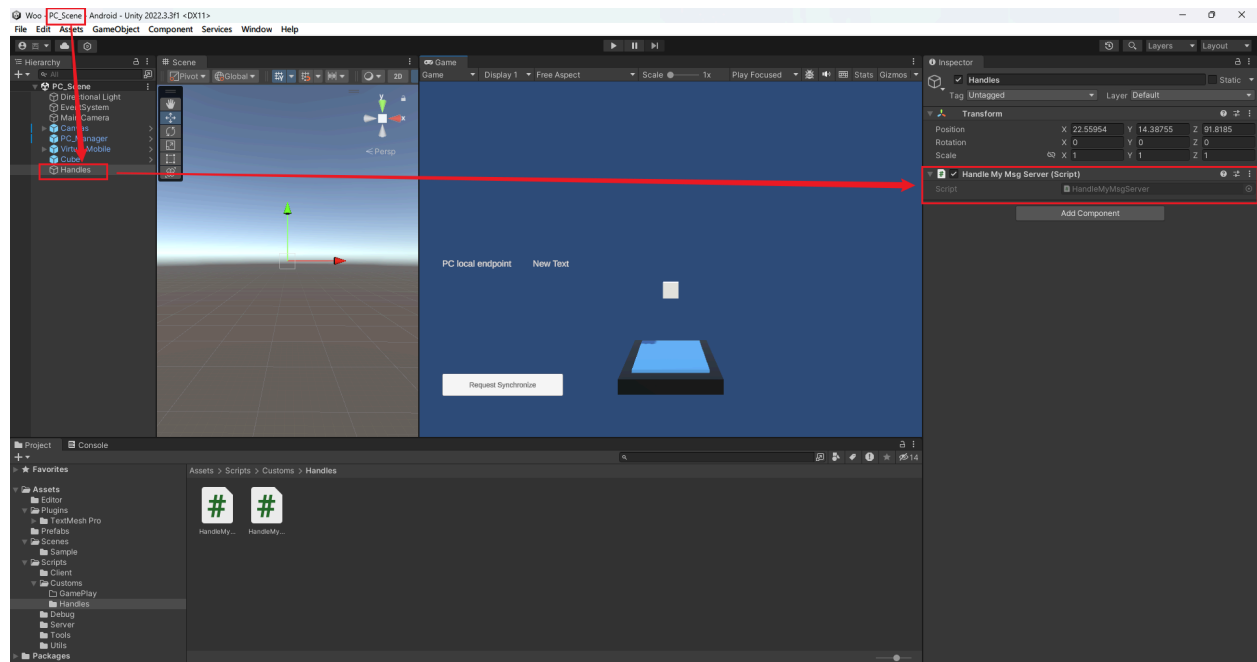 Woo - PC_Scene - Android - Unity 2022.3.3f1 <DX11>
File Edit Assets GameObject Component Services Window Help
Layers Layout
Hierarchy
All
PC_Scene
Directional Light
EventSystem
Main Camera
Canvas
PC_Manager
Virtual Mobile
Cube
Handles
Scene
Pivot Global 2D
y
x
Persp
Game
Game Display 1 Free Aspect Scale 1x Play Focused Stats Gizmos
PC local endpoint New Text
Request Synchronize
Inspector
Handles Static
Tag Untagged Layer Default
Transform
Position X 22.55954 Y 14.38755 Z 91.8185
Rotation X 0 Y 0 Z 0
Scale X 1 Y 1 Z 1
# Handle My Msg Server (Script)
Script HandleMyMsgServer
Add Component
Project Console
14
Favorites
Assets
Editor
Plugins
TextMesh Pro
Prefabs
Scenes
Sample
Scripts
Client
Customs
GamePlay
Handles
Debug
Server
Tools
Utils
Packages
Assets > Scripts > Customs > Handles
# #
HandleMy... HandleMy...